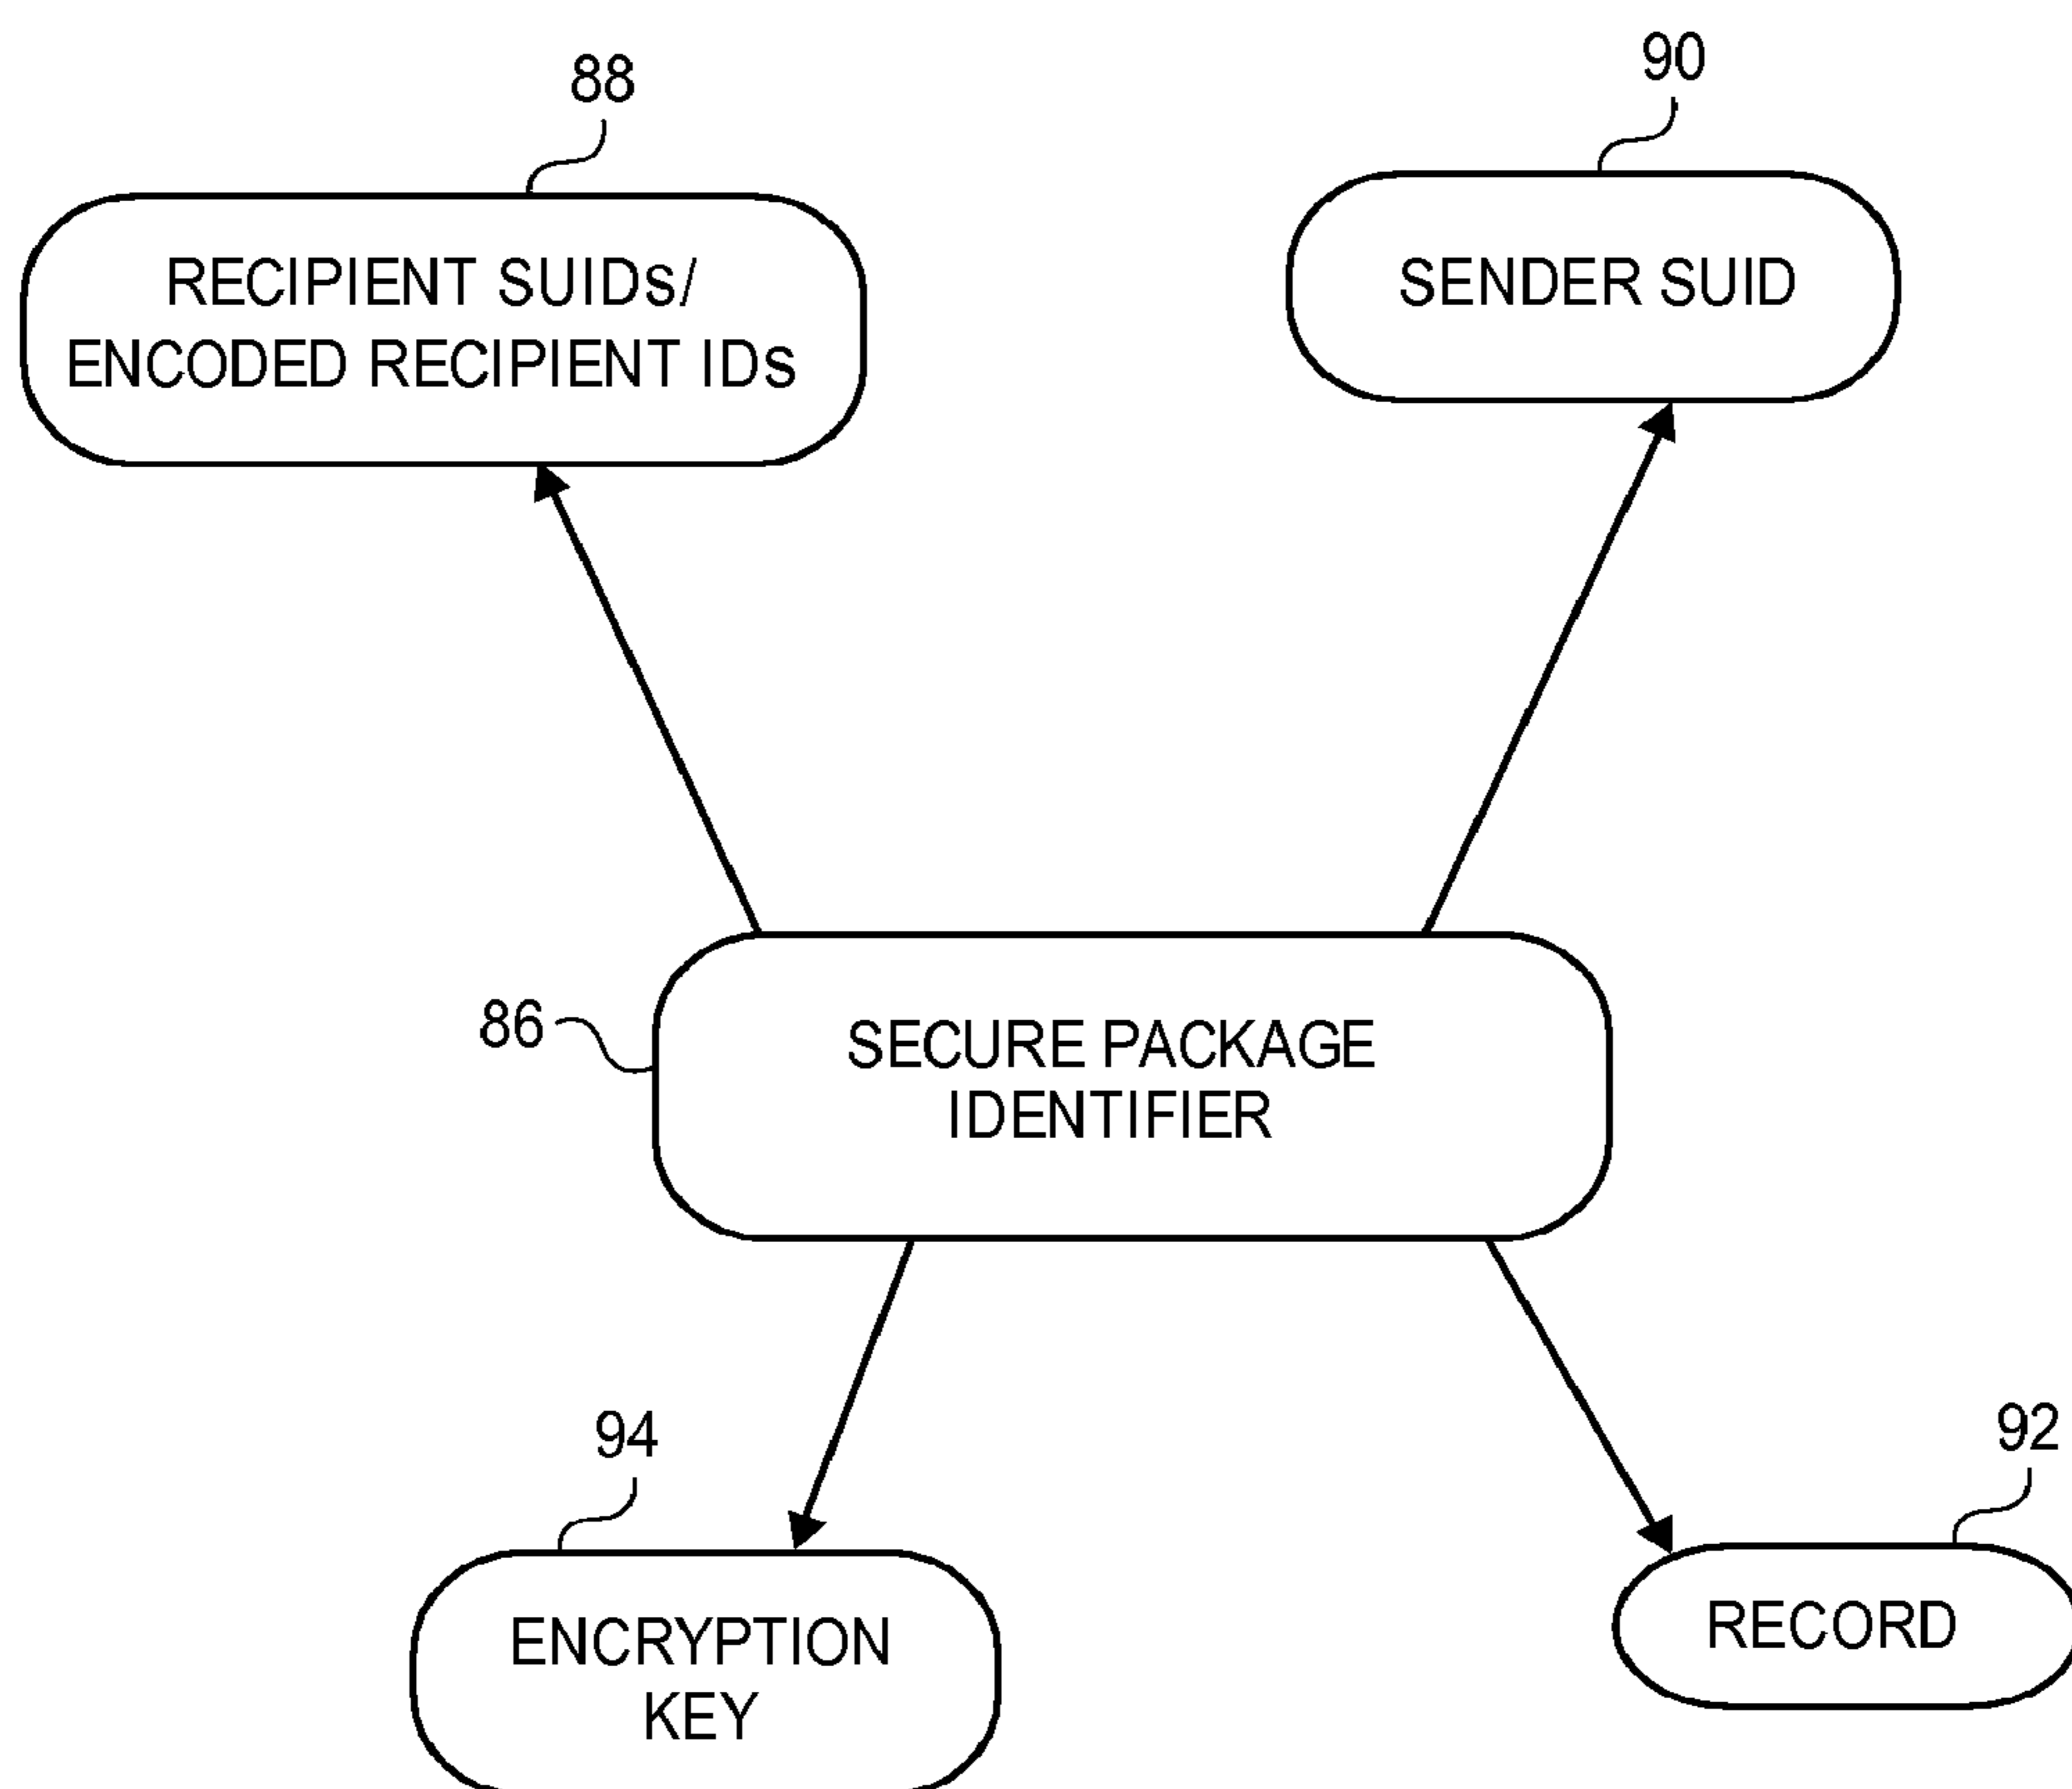 88
90
RECIPIENT SUIDs/
ENCODED RECIPIENT IDs
SENDER SUID
86
SECURE PACKAGE
IDENTIFIER
94
92
ENCRYPTION
KEY
RECORD